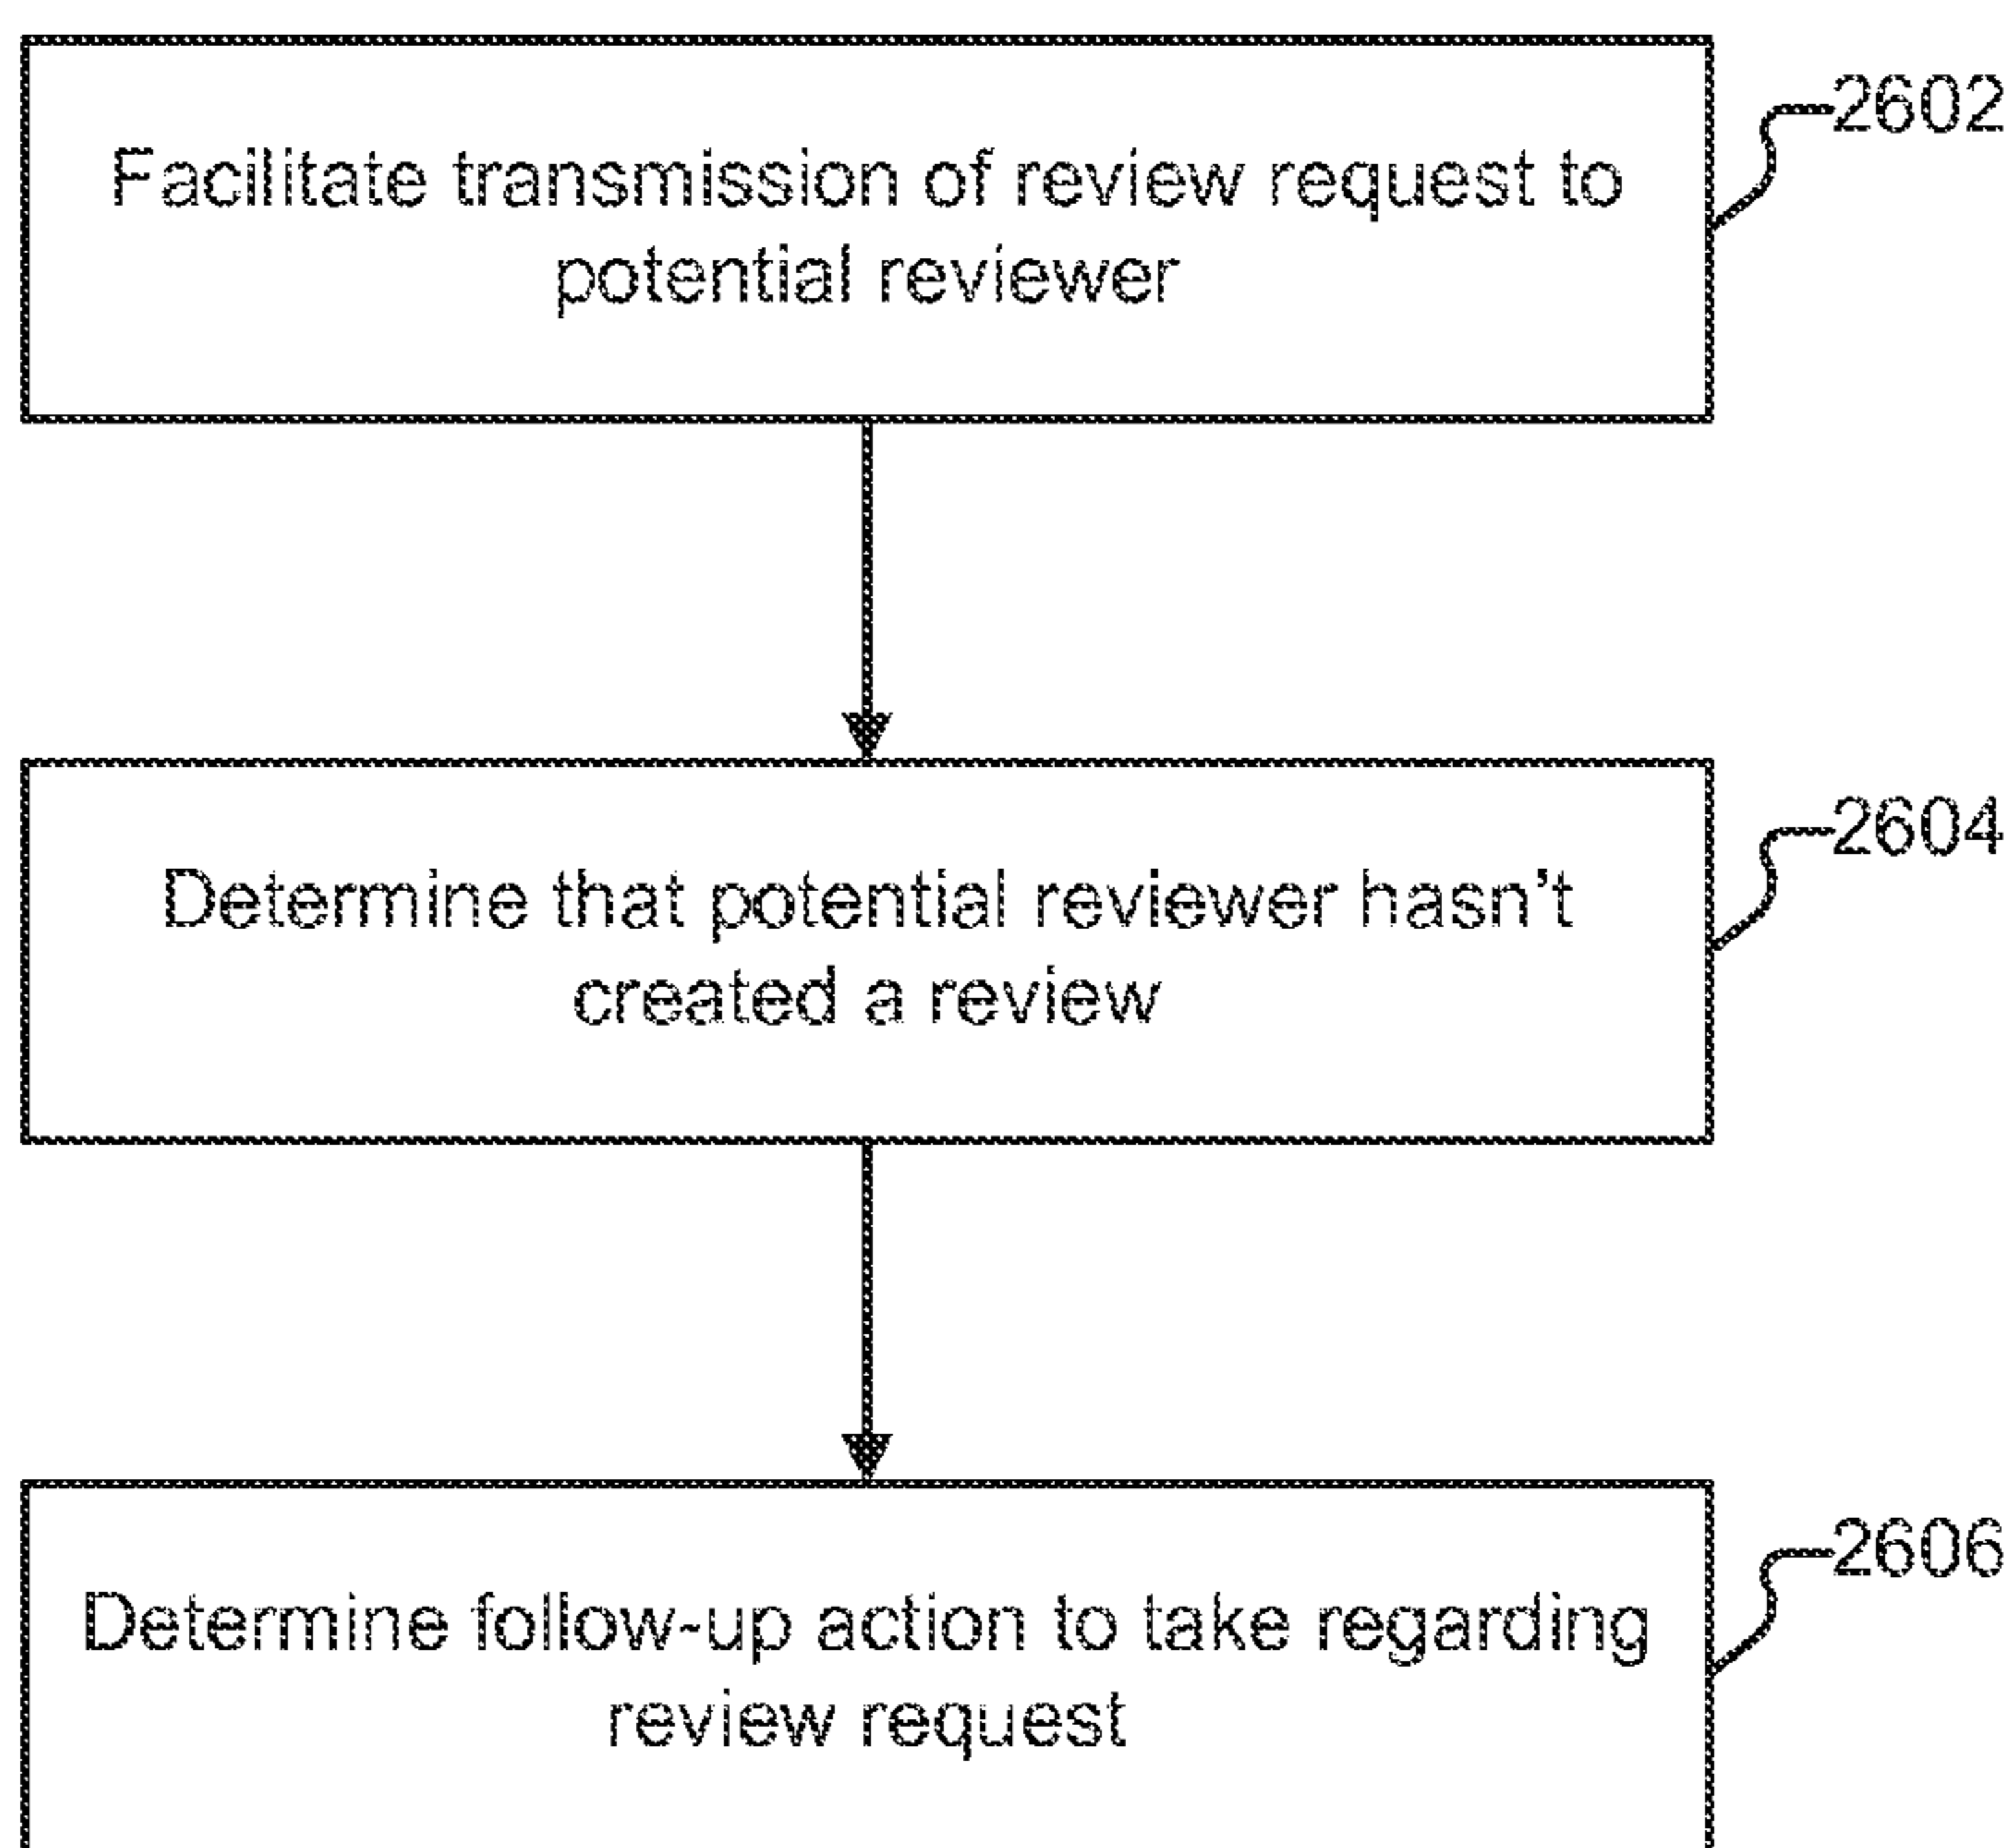 Facilitate transmission of review request to
potential reviewer
2602
Determine that potential reviewer hasn't
created a review
2604
Determine follow-up action to take regarding
review request
2606